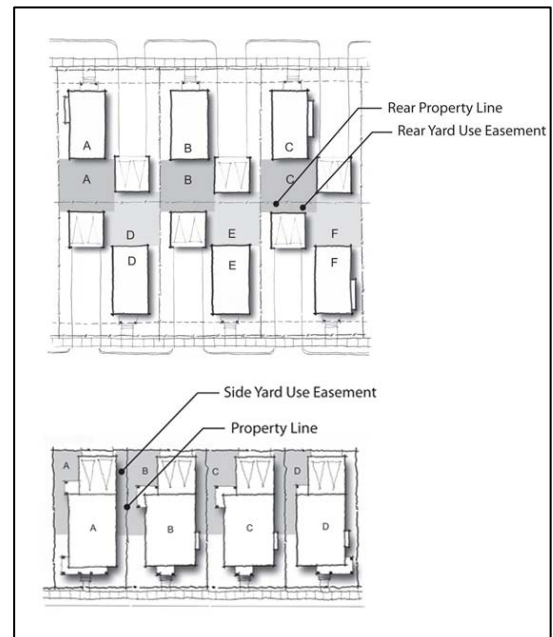 Rear Property Line
Rear Yard Use Easement
A
B
C
A
B
C
D
E
F
D
E
F
Side Yard Use Easement
Property Line
A
B
C
D
A
B
C
D